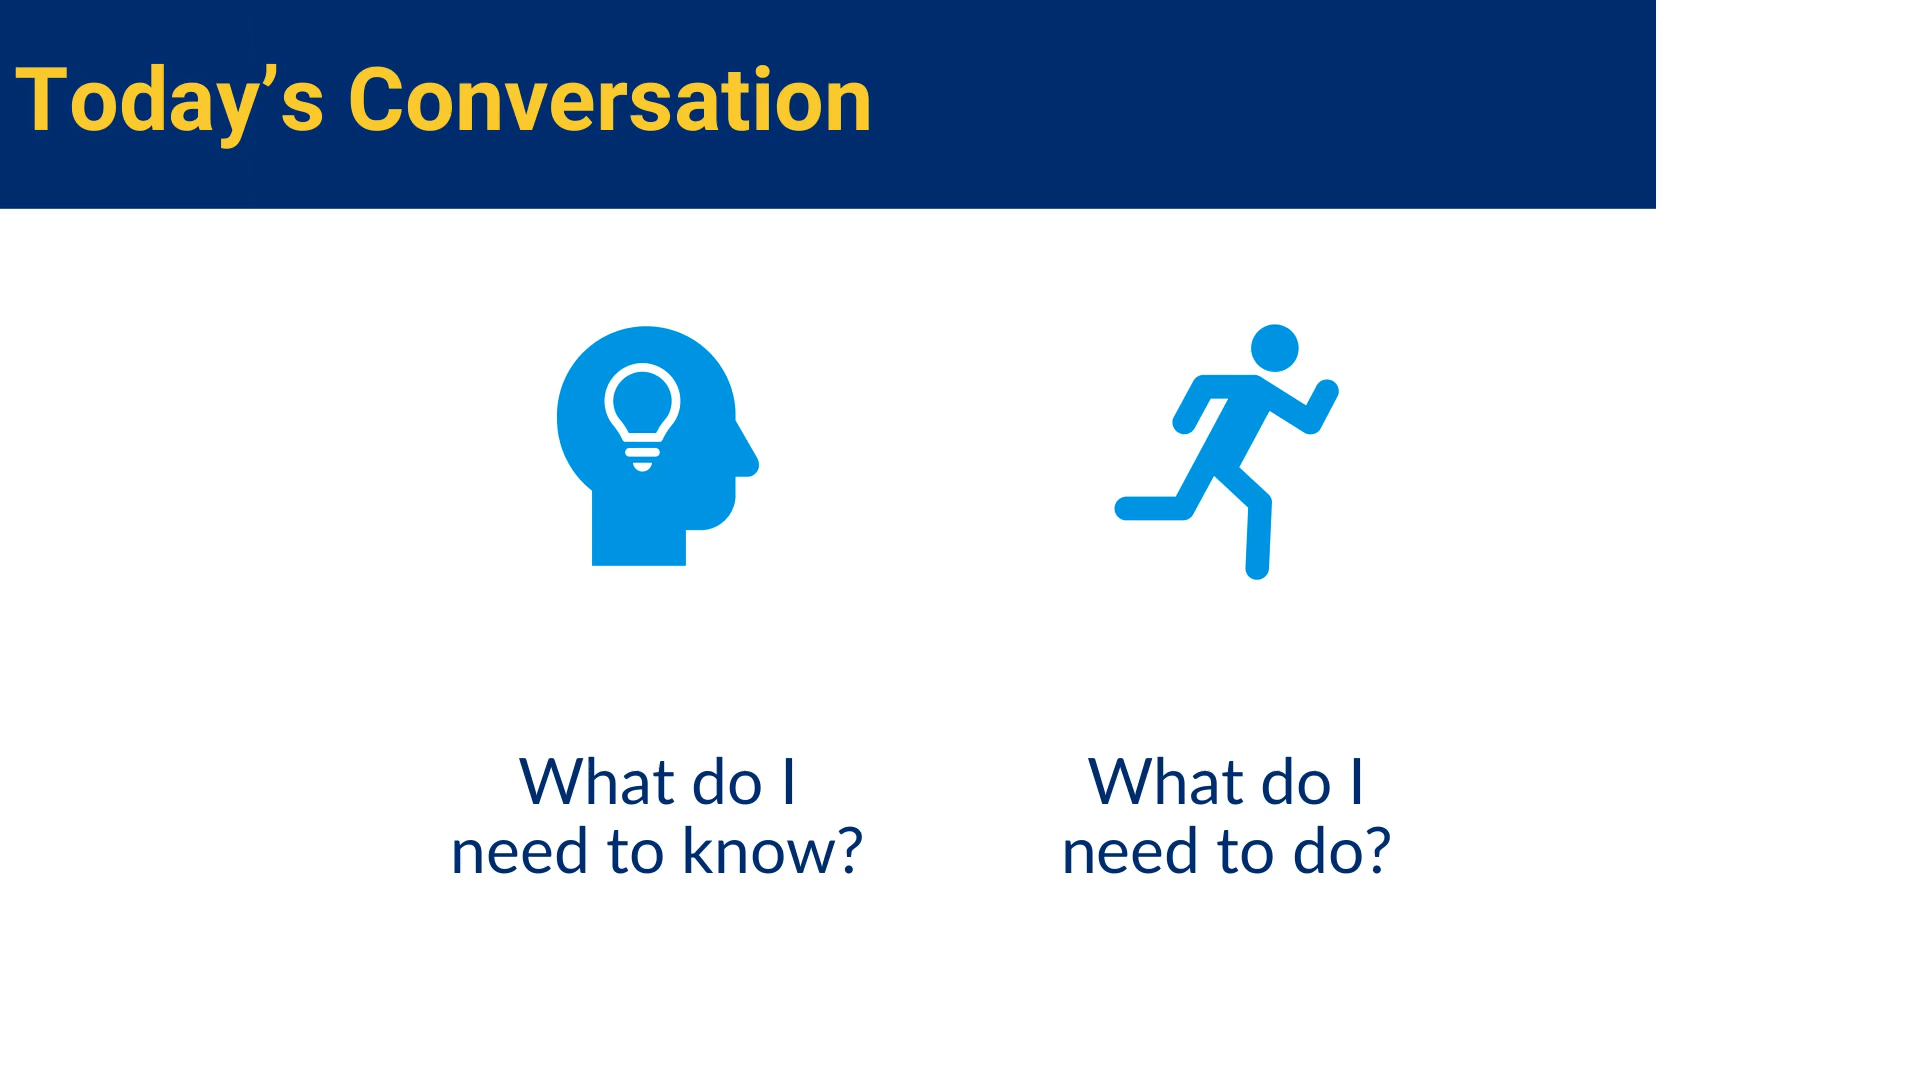 Today’s Conversation
What do I
need to know?
What do I
need to do?